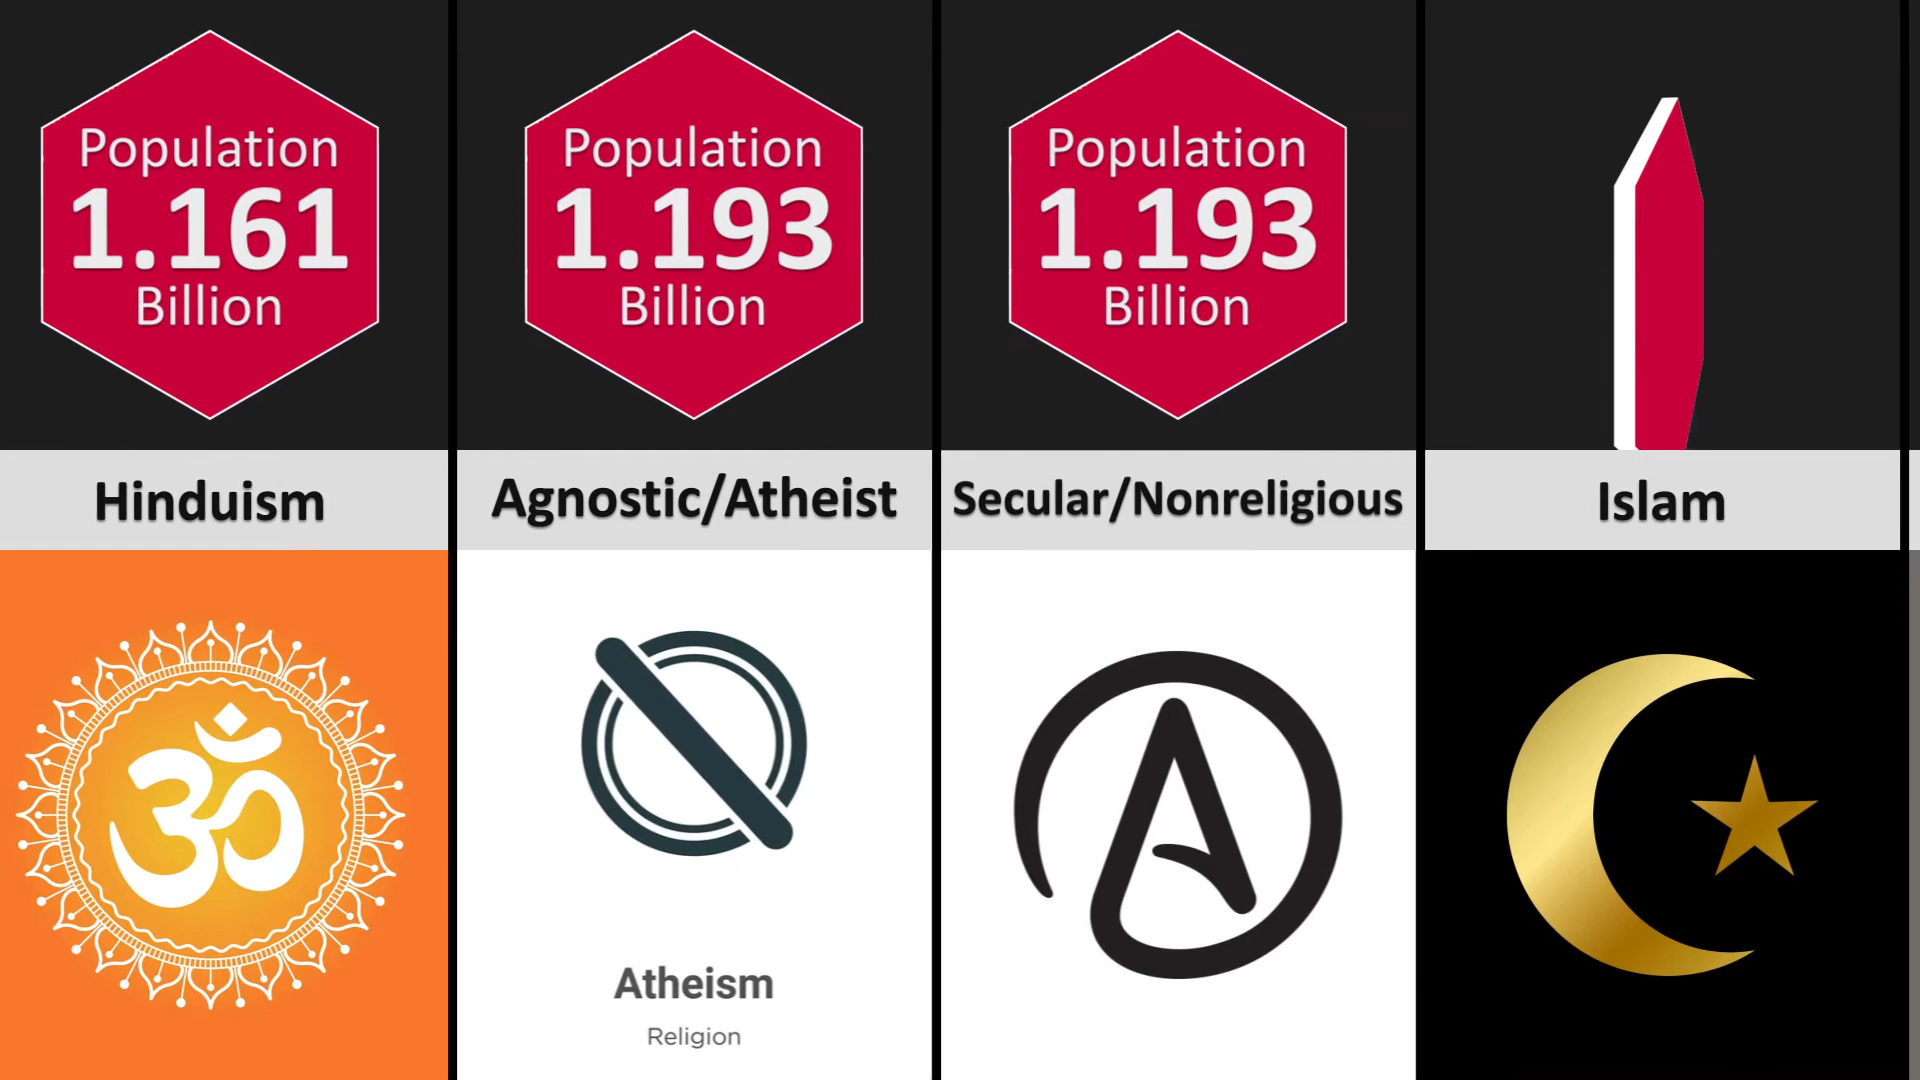 Population
1.161
Billion
Hinduism
Population
1.193
Billion
Agnostic/Atheist
Atheism
Religion
Population
1.193
Billion
Secular/Nonreligious
Islam